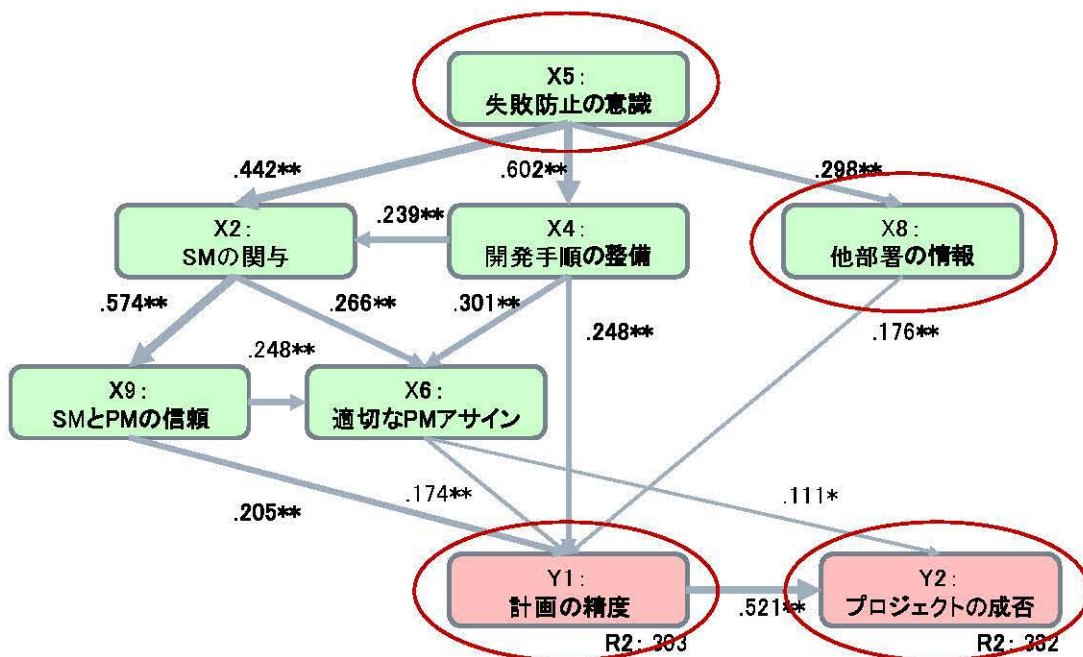 X5：
失敗防止の意識
.442**
.602**
.298**
X2：
SMの関与
.239**
X4：
開発手順の整備
X8：
他部署の情報
.574**
.266**
.301**
.248**
.176**
.248**
X9：
SMとPMの信頼
X6：
適切なPMアサイン
.205**
.174**
.111*
Y1：
計画の精度
.521**
Y2：
プロジェクトの成否
R2：
R2：